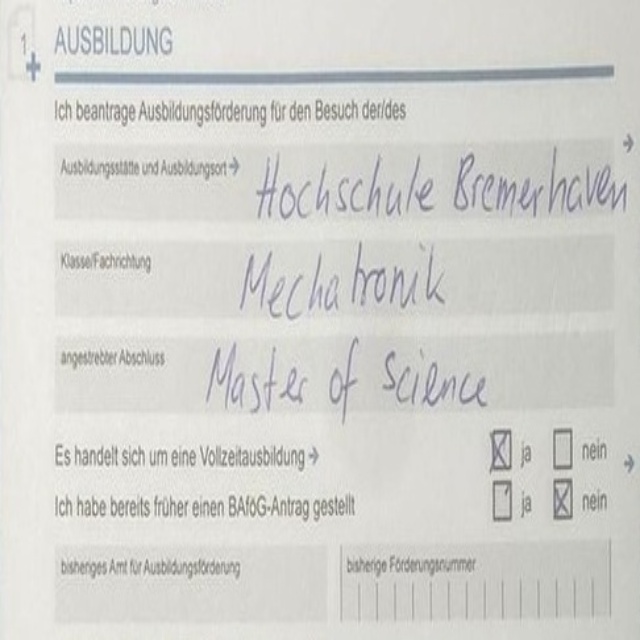 1
AUSBILDUNG
Ich beantrage Ausbildungsförderung für den Besuch der/des
Ausbildungsstätte und Ausbildungsort → Hochschule Bremerhaven
Klasse/Fachrichtung Mechatronik
angestrebter Abschluss Master of Science
Es handelt sich um eine Vollzeitausbildung → ja nein
Ich habe bereits früher einen BAföG-Antrag gestellt ja nein
bisheriges Amt für Ausbildungsförderung bisherige Förderungsnummer